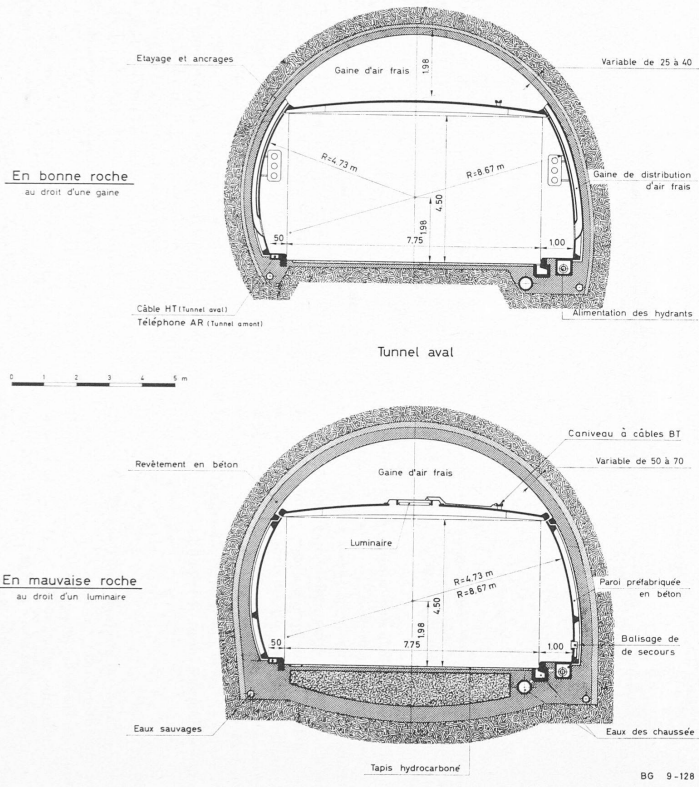 Etayage et ancrages
Gaine d'air frais
1.98
Variable de 25 à 40
En bonne roche
au droit d'une gaine
R=4.73 m
R=8.67 m
Gaine de distribution
d'air frais
4.50
1.98
50
7.75
1.00
Câble HT (Tunnel aval)
Téléphone AR (Tunnel amont)
Alimentation des hydrants
Tunnel aval
0 1 2 3 4 5 m
Caniveau à câbles BT
Revêtement en béton
Gaine d'air frais
Variable de 50 à 70
Luminaire
En mauvaise roche
au droit d'un luminaire
R=4.73 m
R=8.67 m
Paroi préfabriquée
en béton
4.50
1.98
50
7.75
1.00
Balisage de
de secours
Eaux sauvages
Eaux des chaussée
Tapis hydrocarboné
BG 9-128